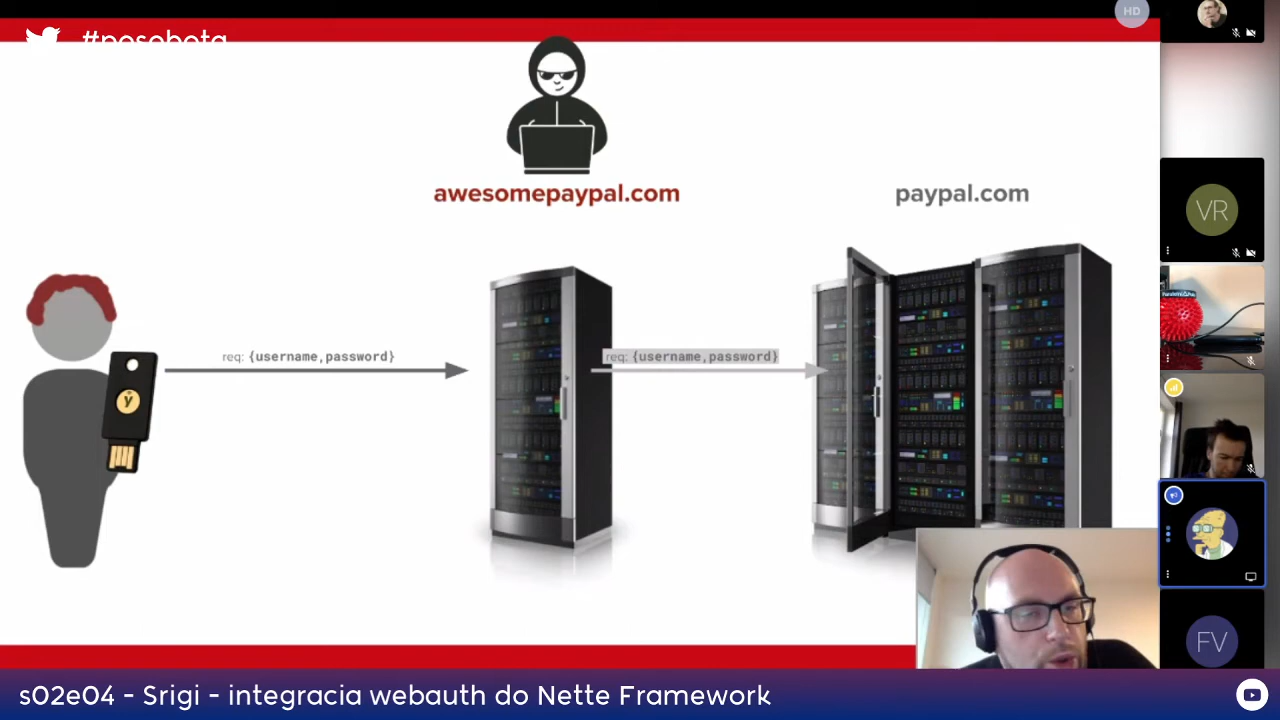 #posobota
HD
awesomepaypal.com
paypal.com
VR
req: {username,password}
req: {username,password}
FV
s02e04 - Srigi - integracia webauth do Nette Framework